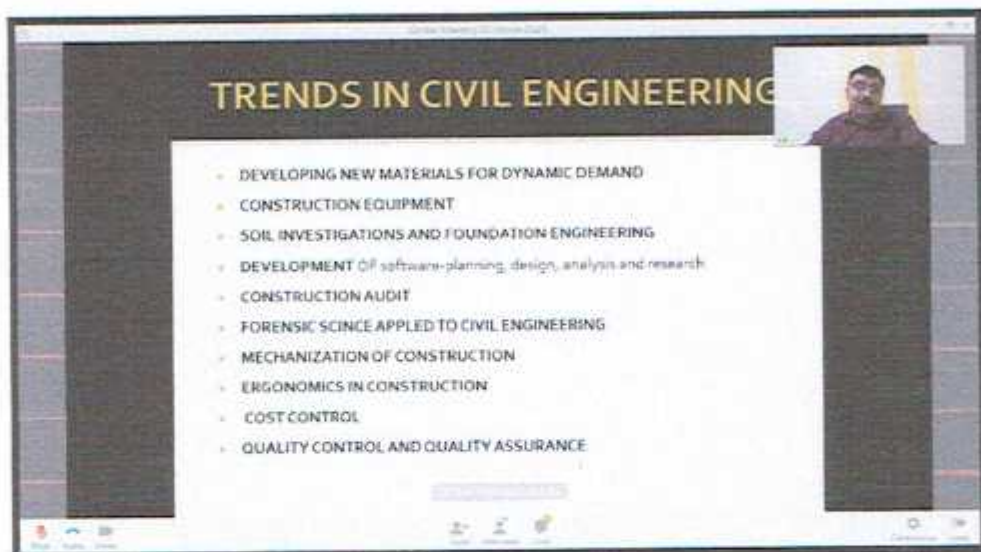 TRENDS IN CIVIL ENGINEERING
DEVELOPING NEW MATERIALS FOR DYNAMIC DEMAND
CONSTRUCTION EQUIPMENT
SOIL INVESTIGATIONS AND FOUNDATION ENGINEERING
DEVELOPMENT OF software-planning, design, analysis and research
CONSTRUCTION AUDIT
FORENSIC SCINCE APPLED TO CIVIL ENGINEERING
MECHANIZATION OF CONSTRUCTION
ERGONOMICS IN CONSTRUCTION
COST CONTROL
QUALITY CONTROL AND QUALITY ASSURANCE